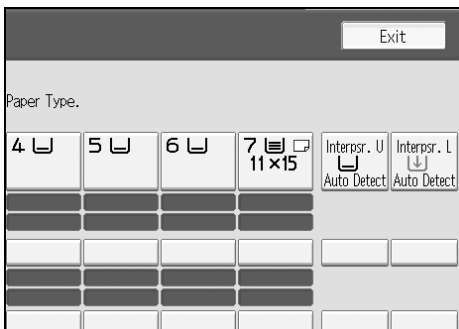 Exit
Paper Type.
4
5
6
7
11×15
Interpsr. U
Auto Detect
Interpsr. L
Auto Detect